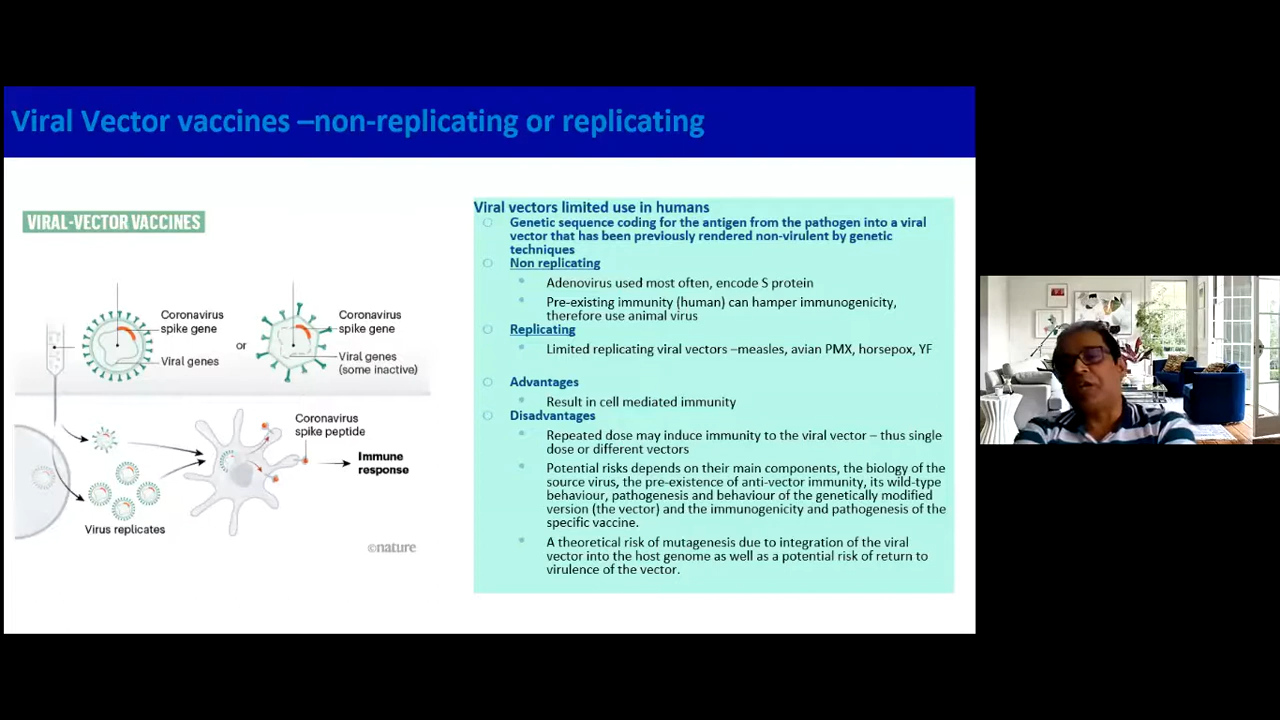 Viral Vector vaccines –non-replicating or replicating
VIRAL-VECTOR VACCINES
Coronavirus
spike gene
Viral genes
or
Coronavirus
spike gene
Viral genes
(some inactive)
Coronavirus
spike peptide
Immune
response
Virus replicates
©nature
Viral vectors limited use in humans
Genetic sequence coding for the antigen from the pathogen into a viral
vector that has been previously rendered non-virulent by genetic
techniques
Non replicating
Adenovirus used most often, encode S protein
Pre-existing immunity (human) can hamper immunogenicity,
therefore use animal virus
Replicating
Limited replicating viral vectors –measles, avian PMX, horsepox, YF
Advantages
Result in cell mediated immunity
Disadvantages
Repeated dose may induce immunity to the viral vector – thus single
dose or different vectors
Potential risks depends on their main components, the biology of the
source virus, the pre-existence of anti-vector immunity, its wild-type
behaviour, pathogenesis and behaviour of the genetically modified
version (the vector) and the immunogenicity and pathogenesis of the
specific vaccine.
A theoretical risk of mutagenesis due to integration of the viral
vector into the host genome as well as a potential risk of return to
virulence of the vector.